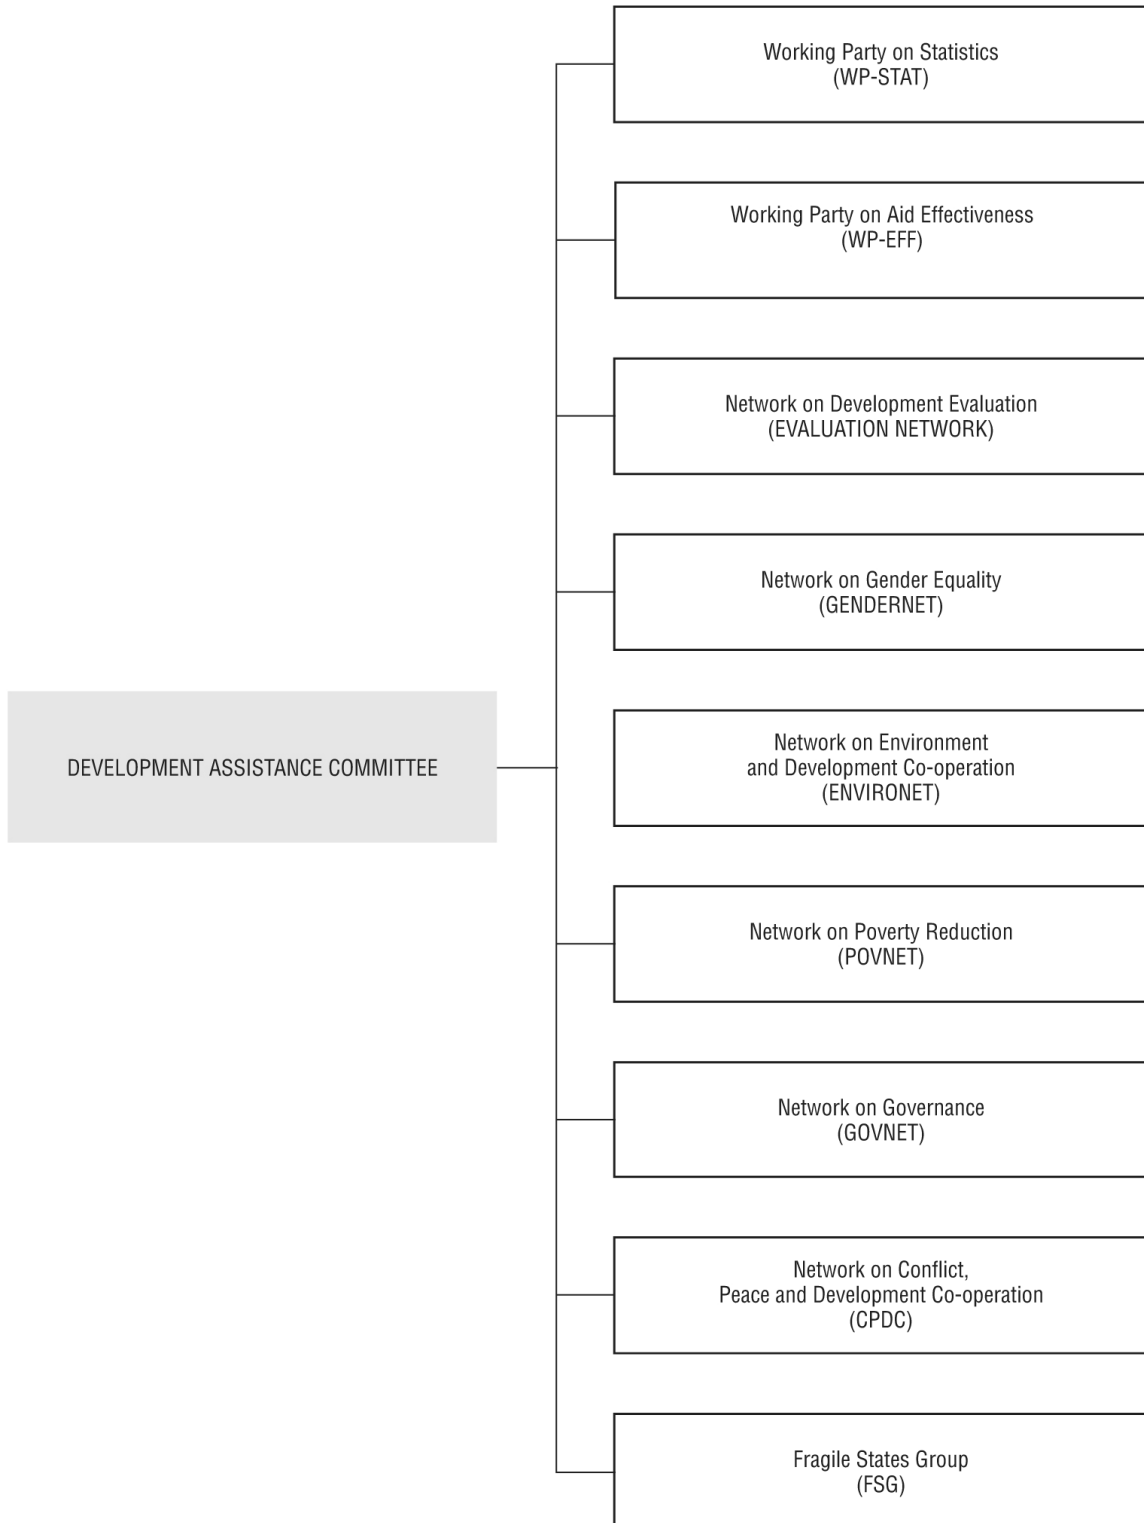 Working Party on Statistics
(WP-STAT)
Working Party on Aid Effectiveness
(WP-EFF)
Network on Development Evaluation
(EVALUATION NETWORK)
Network on Gender Equality
(GENDERNET)
DEVELOPMENT ASSISTANCE COMMITTEE
Network on Environment
and Development Co-operation
(ENVIRONET)
Network on Poverty Reduction
(POVNET)
Network on Governance
(GOVNET)
Network on Conflict,
Peace and Development Co-operation
(CPDC)
Fragile States Group
(FSG)